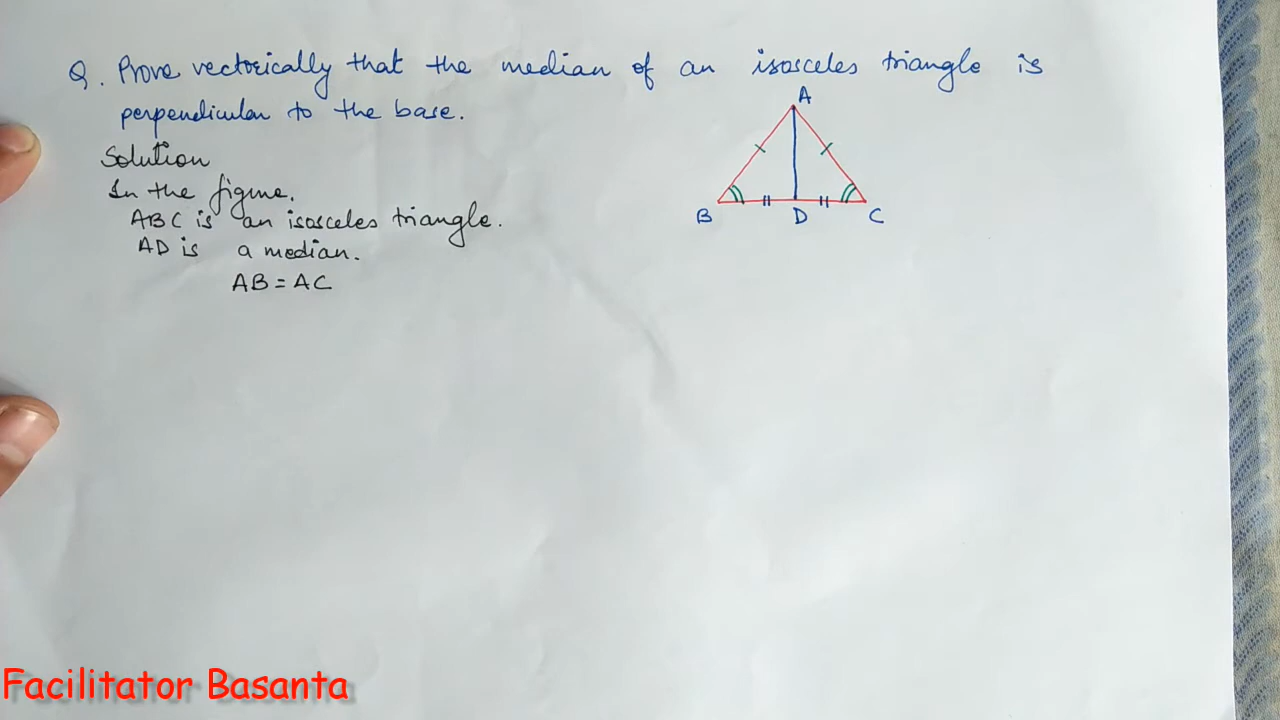 Q. Prove vectorically that the median of an isosceles triangle is
perpendicular to the base.
A
B D C
Solution
In the figure.
ABC is an isosceles triangle.
AD is a median.
AB = AC
Facilitator Basanta